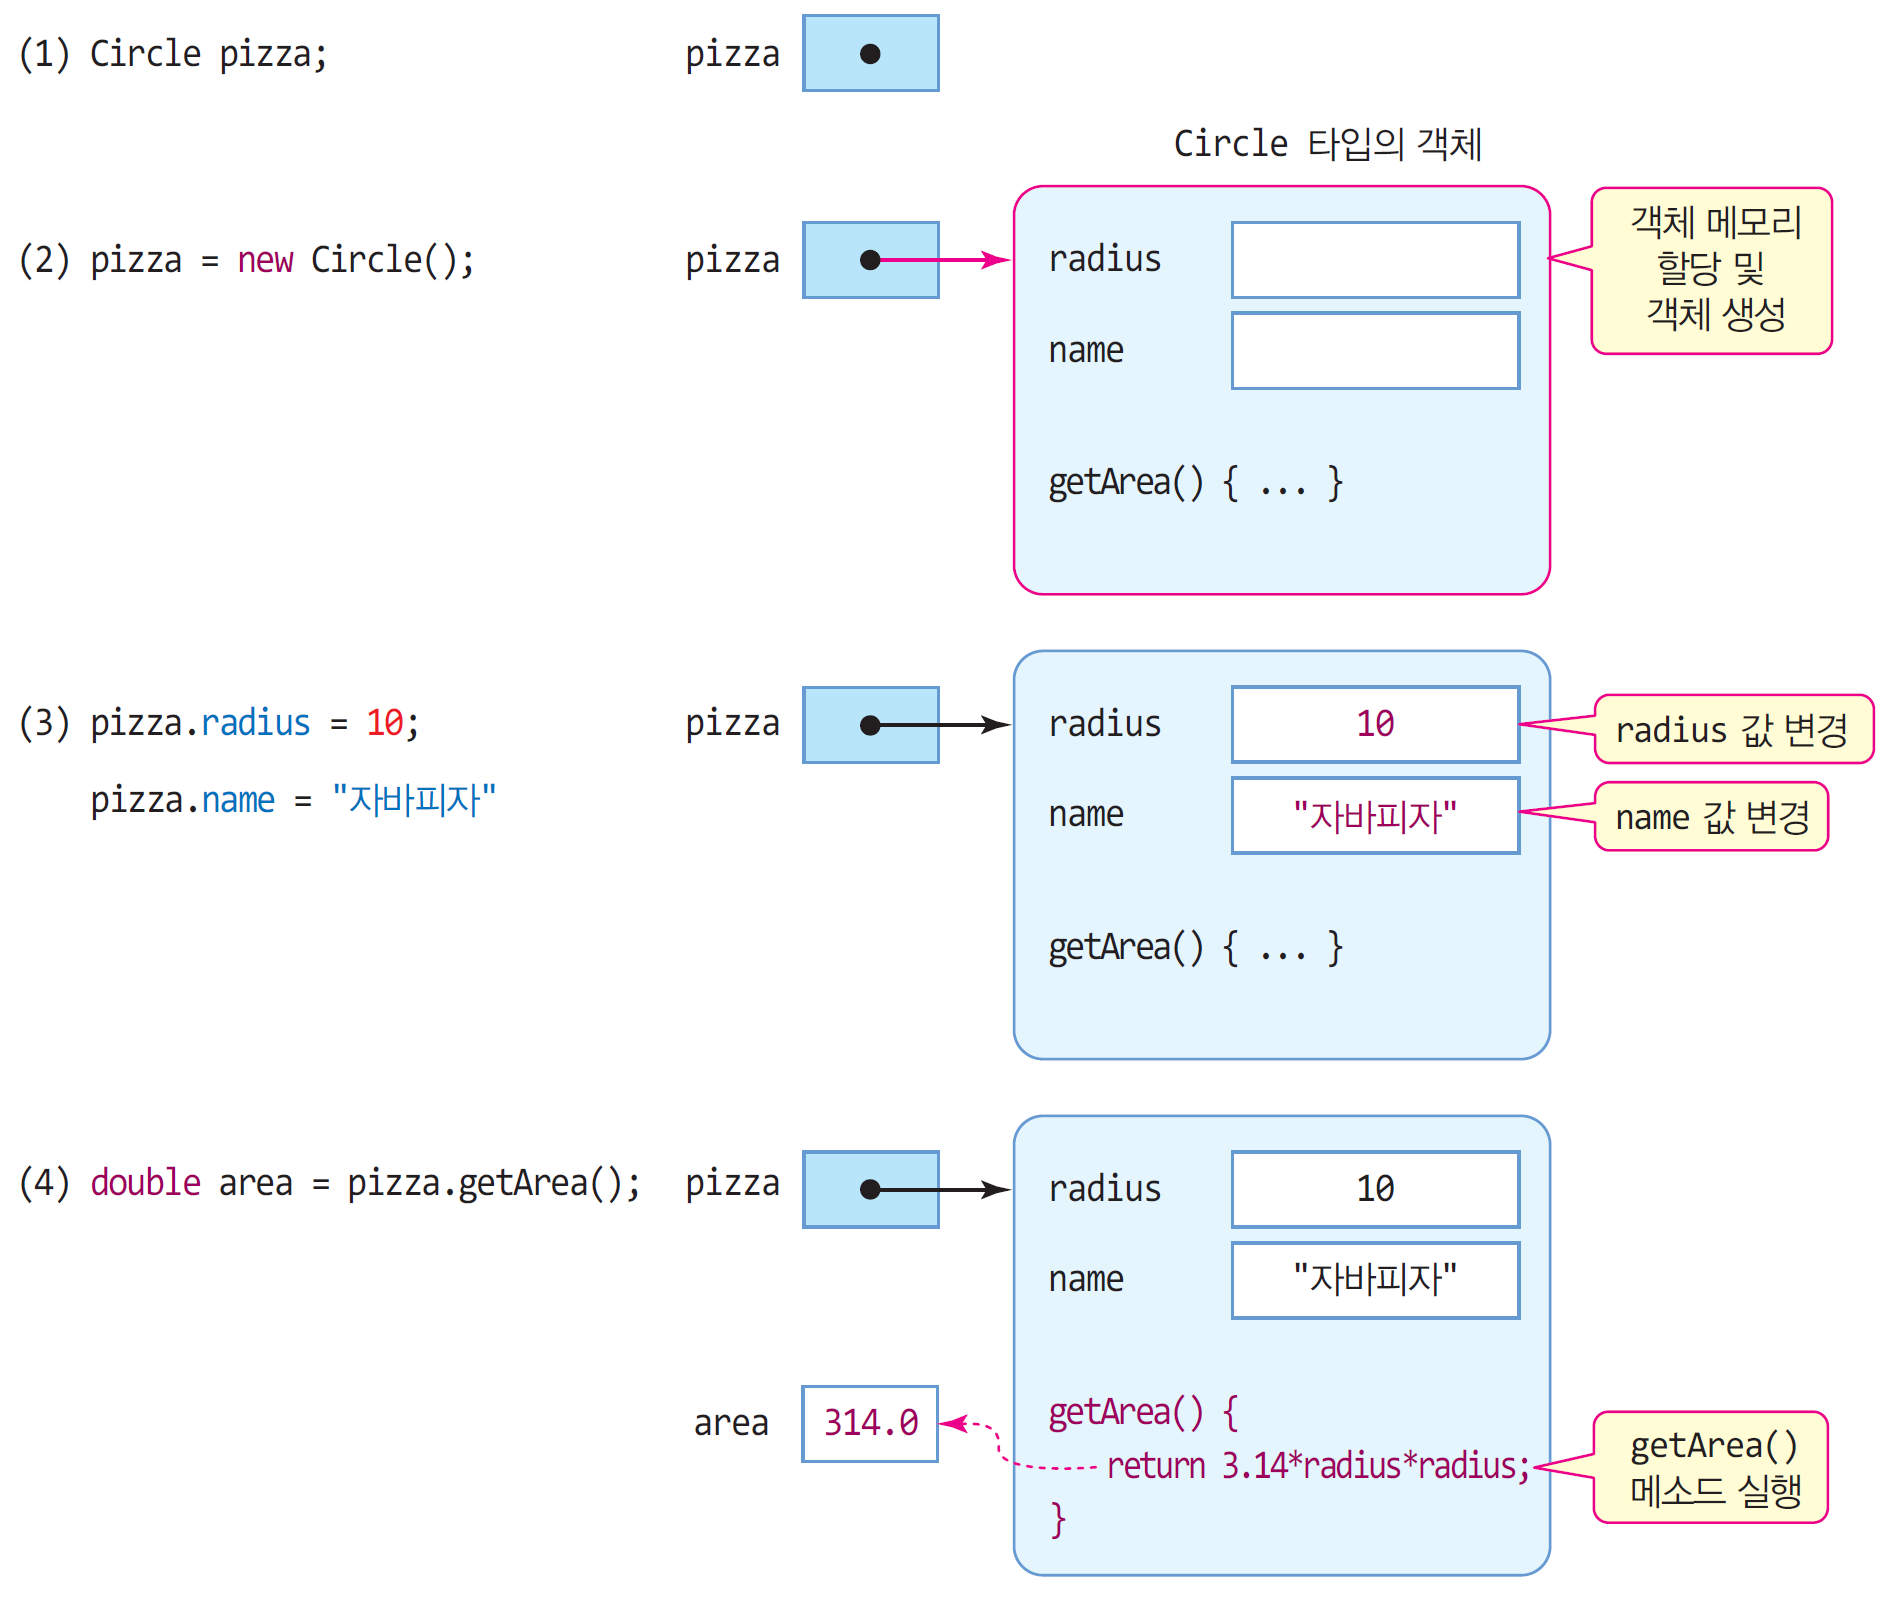 (1) Circle pizza;
pizza
Circle 타입의 객체
(2) pizza = new Circle();
pizza
radius
name
getArea() { ... }
객체 메모리
할당 및
객체 생성
(3) pizza.radius = 10;
pizza.name = "자바피자"
pizza
radius
10
name
"자바피자"
getArea() { ... }
radius 값 변경
name 값 변경
(4) double area = pizza.getArea();
pizza
radius
10
name
"자바피자"
area
314.0
getArea() {
return 3.14*radius*radius;
}
getArea()
메소드 실행